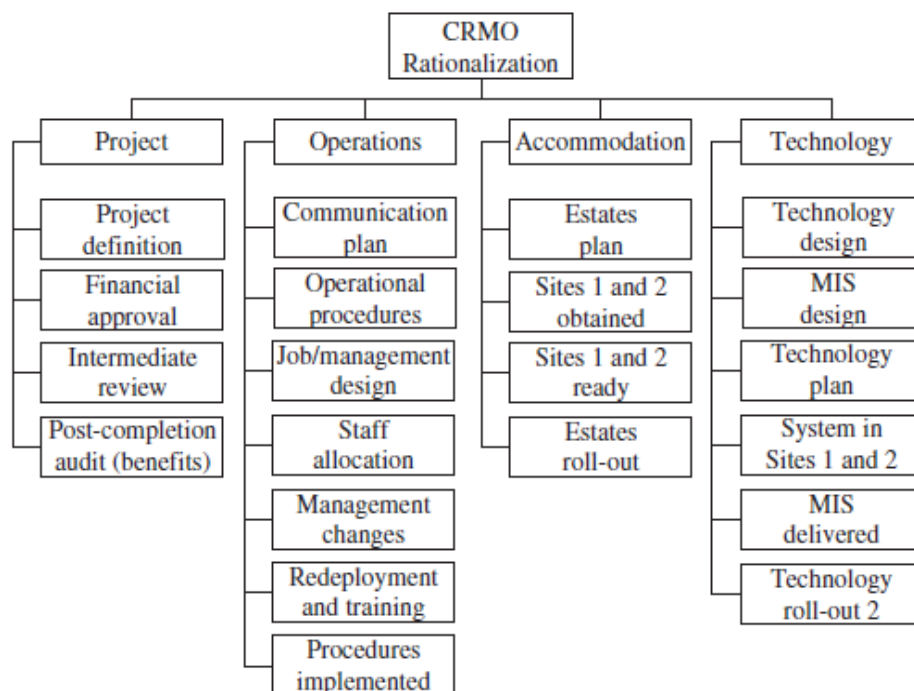 CRMO
Rationalization
Project
Operations
Accommodation
Technology
Project
definition
Financial
approval
Intermediate
review
Post-completion
audit (benefits)
Communication
plan
Operational
procedures
Job/management
design
Staff
allocation
Management
changes
Redeployment
and training
Procedures
implemented
Estates
plan
Sites 1 and 2
obtained
Sites 1 and 2
ready
Estates
roll-out
Technology
design
MIS
design
Technology
plan
System in
Sites 1 and 2
MIS
delivered
Technology
roll-out 2